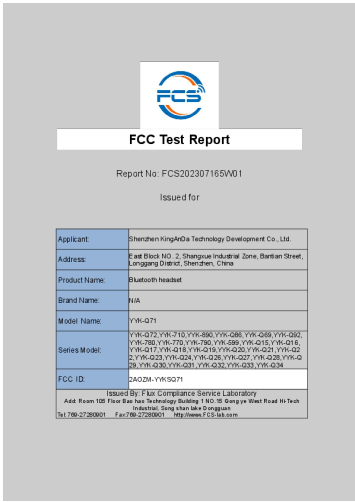 FCS
FCC Test Report
Report No: FCS202307165W01
Issued for
Applicant: Shenzhen KingAnDa Technology Development Co., Ltd.
Address: East Block NO. 2, Shangxue Industrial Zone, Bantian Street,
Longgang District, Shenzhen, China
Product Name: Bluetooth headset
Brand Name: N/A
Model Name: YYK-Q71
Series Model: YYK-Q72,YYK-710,YYK-890,YYK-Q86,YYK-Q69,YYK-Q92,
YYK-780,YYK-770,YYK-790,YYK-599,YYK-Q15,YYK-Q16,
YYK-Q17,YYK-Q18,YYK-Q19,YYK-Q20,YYK-Q21,YYK-Q2
2,YYK-Q23,YYK-Q24,YYK-Q26,YYK-Q27,YYK-Q28,YYK-Q
29,YYK-Q30,YYK-Q31,YYK-Q32,YYK-Q33,YYK-Q34
FCC ID: 2AOZM-YYKSQ71
Issued By: Flux Compliance Service Laboratory
Add: Room 105 Floor Bao hao Technology Building 1 NO.15 Gong ye West Road Hi-Tech
Industrial, Song shan lake Dongguan
Tel:769-27280901 Fax:769-27280901 http://www.FCS-lab.com